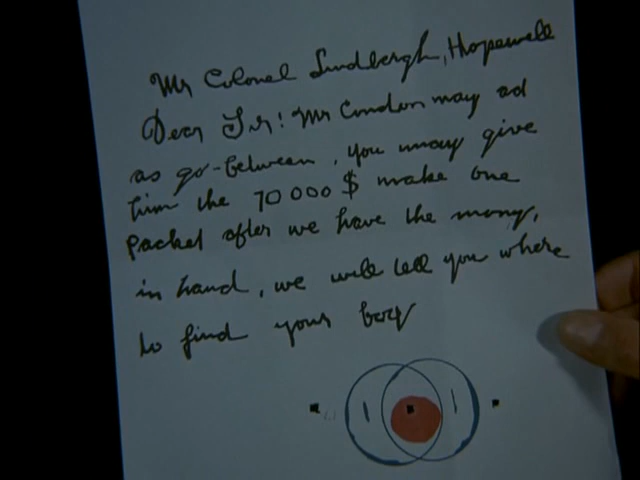 Mr Colonel Lindbergh, Hopewell
Dear Sir! Mr Condon may ad
as go-between, you may give
him the 70000 $ make one
packet after we have the mony,
in hand, we will tell you where
to find your boy